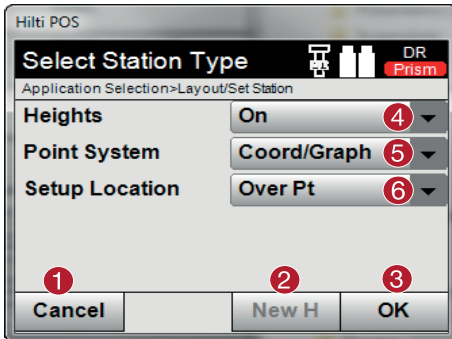 Hilti POS
Select Station Type
DR
Prism
Application Selection>Layout/Set Station
Heights On 4
Point System Coord/Graph 5
Setup Location Over Pt 6
1 2 3
Cancel New H OK